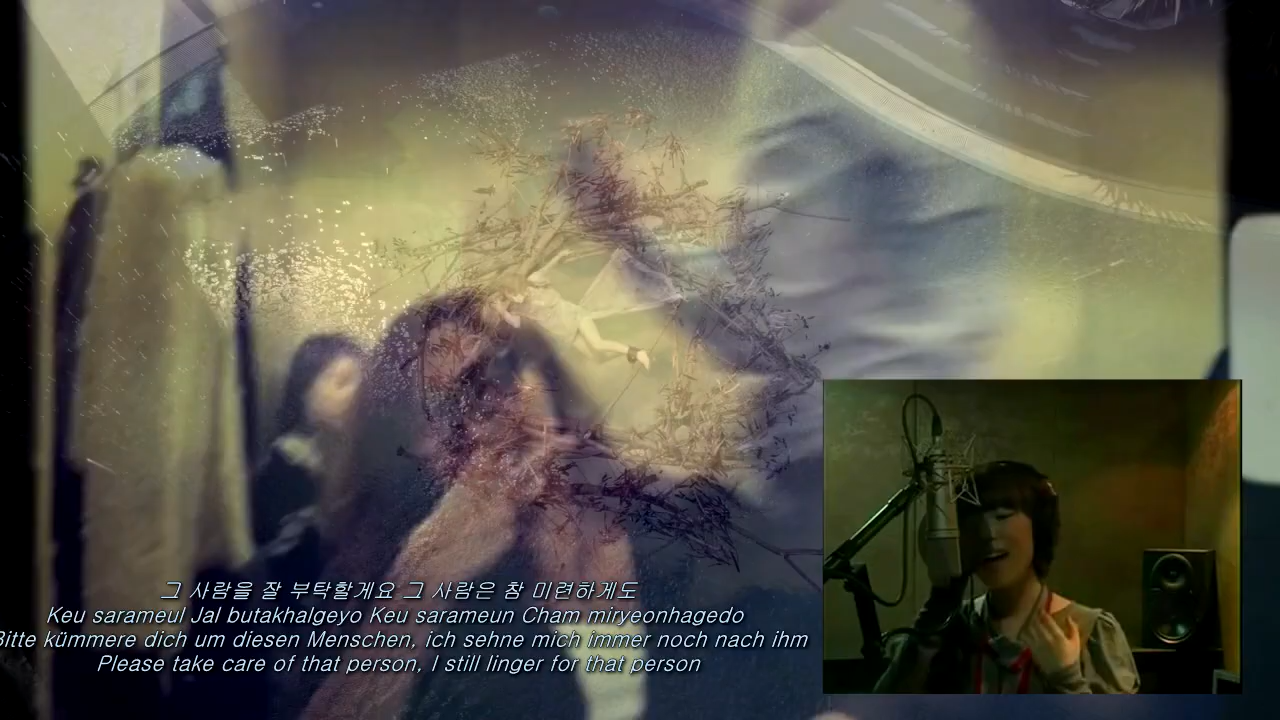 그 사람을 잘 부탁할게요 그 사람은 참 미련하게도
Keu sarameul Jal butakhalgeyo Keu sarameun Cham miryeonhagedo
Bitte kümmere dich um diesen Menschen, ich sehne mich immer noch nach ihm
Please take care of that person, I still linger for that person